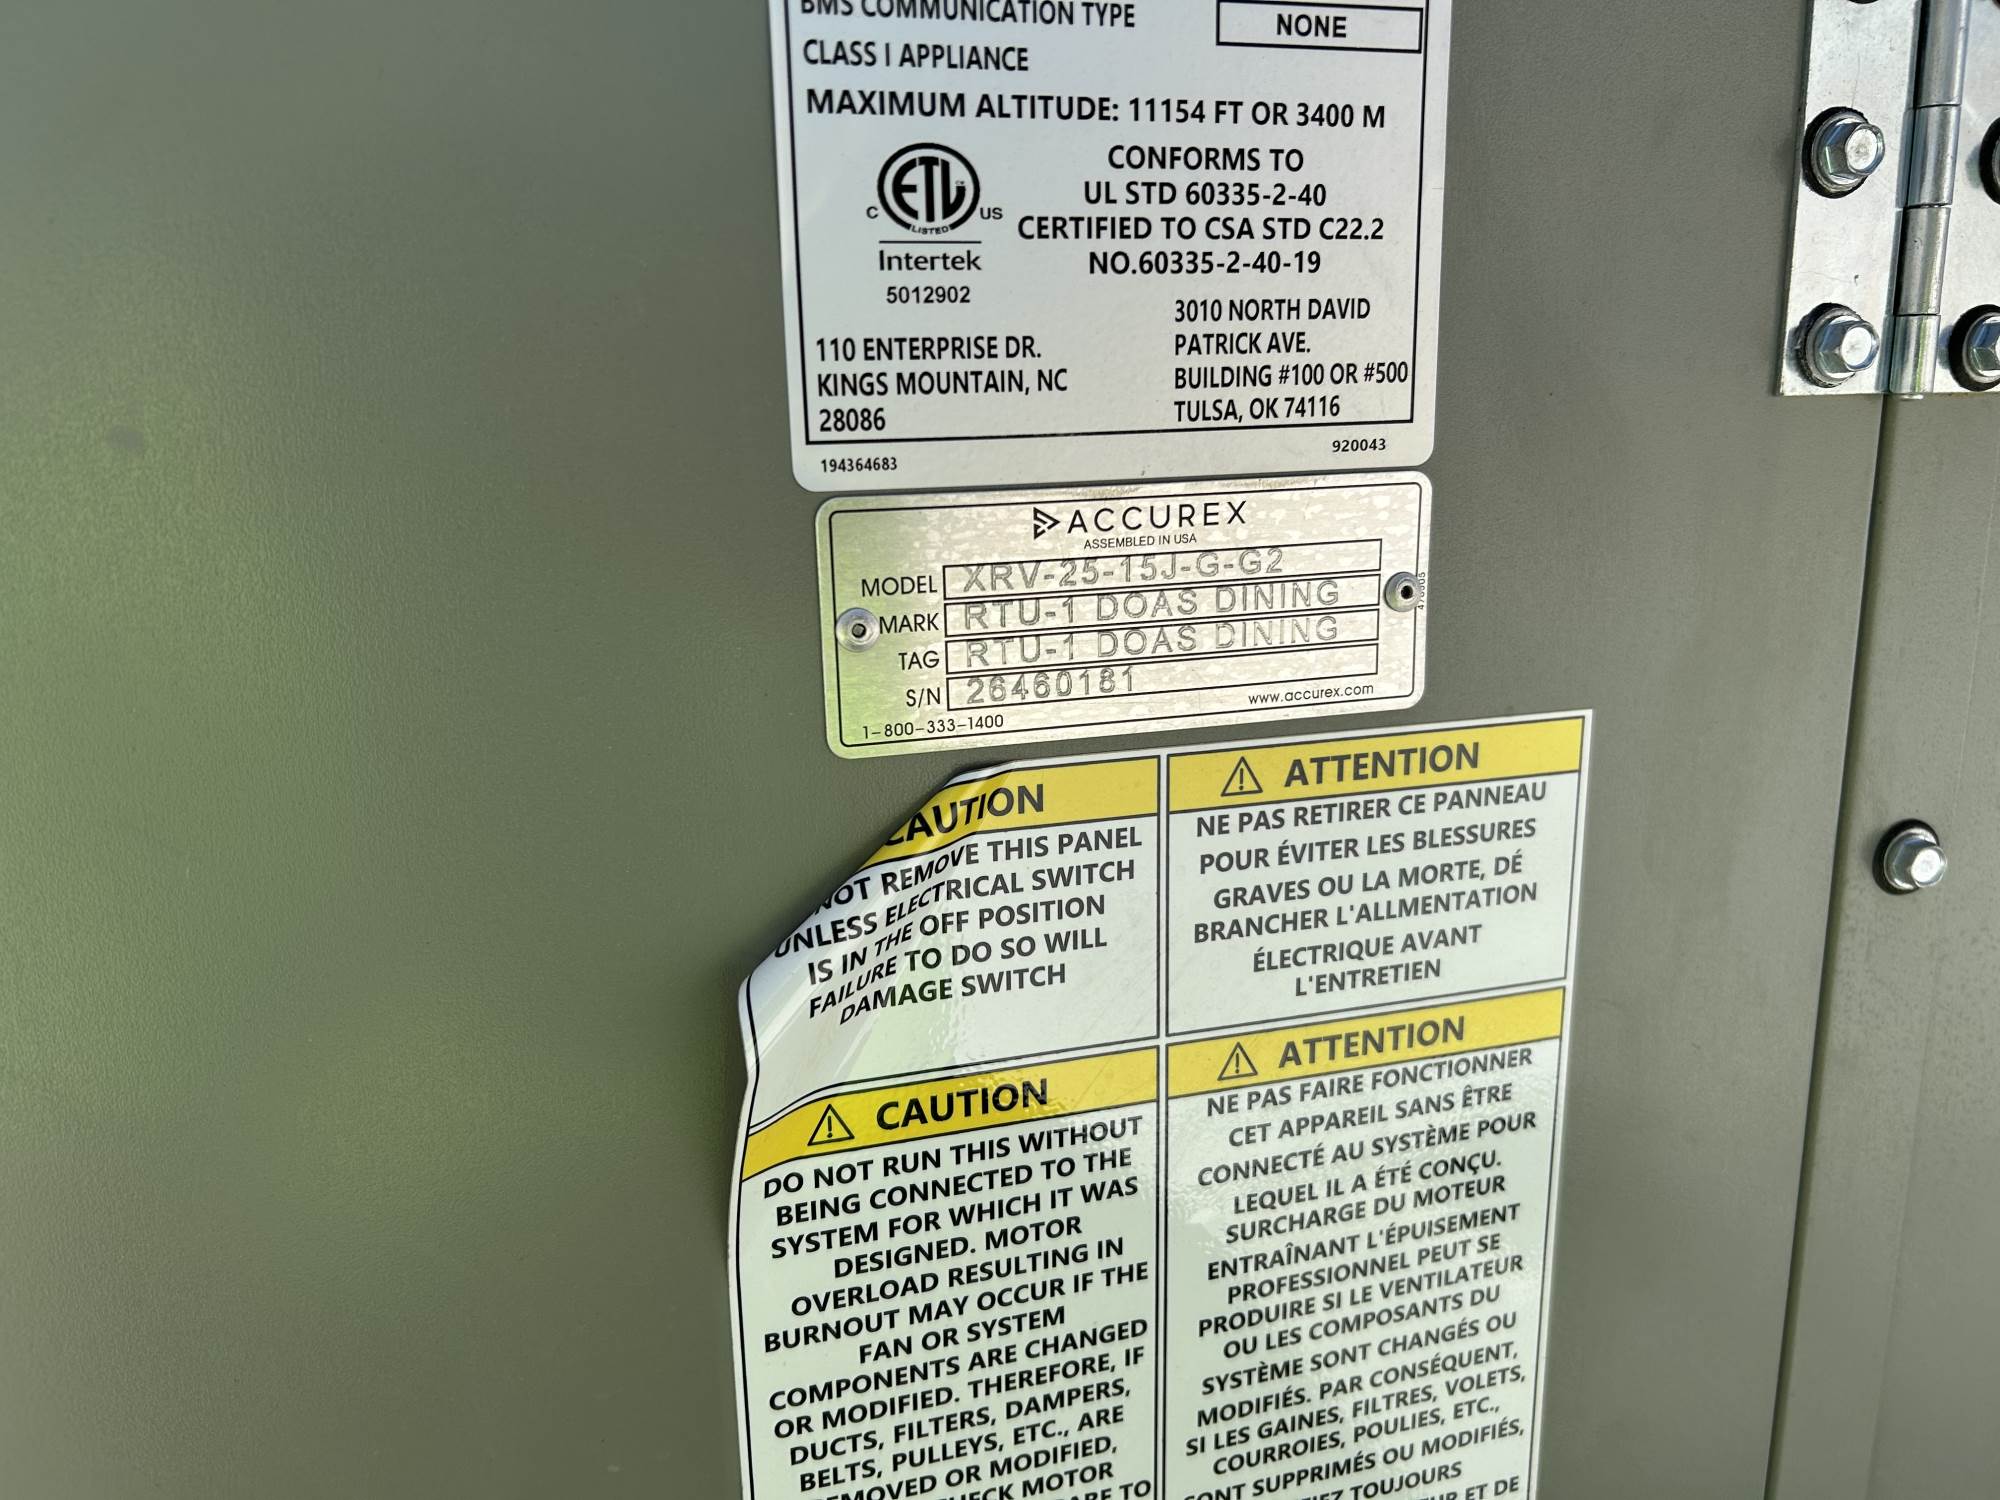 BMS COMMUNICATION TYPE NONE
CLASS I APPLIANCE
MAXIMUM ALTITUDE: 11154 FT OR 3400 M
C ETL US
LISTED
Intertek
5012902
CONFORMS TO
UL STD 60335-2-40
CERTIFIED TO CSA STD C22.2
NO.60335-2-40-19
110 ENTERPRISE DR.
KINGS MOUNTAIN, NC
28086
3010 NORTH DAVID
PATRICK AVE.
BUILDING #100 OR #500
TULSA, OK 74116
194364683
920043
ACCUREX
ASSEMBLED IN USA
MODEL XRV-25-15J-G-G2
MARK RTU-1 DOAS DINING
TAG RTU-1 DOAS DINING
S/N 26460181
1-800-333-1400
www.accurex.com
CAUTION
NOT REMOVE THIS PANEL
UNLESS ELECTRICAL SWITCH
IS IN THE OFF POSITION
FAILURE TO DO SO WILL
DAMAGE SWITCH
ATTENTION
NE PAS RETIRER CE PANNEAU
POUR ÉVITER LES BLESSURES
GRAVES OU LA MORTE, DÉ
BRANCHER L'ALLMENTATION
ÉLECTRIQUE AVANT
L'ENTRETIEN
CAUTION
DO NOT RUN THIS WITHOUT
BEING CONNECTED TO THE
SYSTEM FOR WHICH IT WAS
DESIGNED. MOTOR
OVERLOAD RESULTING IN
BURNOUT MAY OCCUR IF THE
FAN OR SYSTEM
COMPONENTS ARE CHANGED
OR MODIFIED. THEREFORE, IF
DUCTS, FILTERS, DAMPERS,
BELTS, PULLEYS, ETC., ARE
REMOVED OR MODIFIED,
CHECK MOTOR
TO
ATTENTION
NE PAS FAIRE FONCTIONNER
CET APPAREIL SANS ÊTRE
CONNECTÉ AU SYSTÈME POUR
LEQUEL IL A ÉTÉ CONÇU.
SURCHARGE DU MOTEUR
ENTRAÎNANT L'ÉPUISEMENT
PROFESSIONNEL PEUT SE
PRODUIRE SI LE VENTILATEUR
OU LES COMPOSANTS DU
SYSTÈME SONT CHANGÉS OU
MODIFIÉS. PAR CONSÉQUENT,
SI LES GAINES, FILTRES, VOLETS,
COURROIES, POULIES, ETC.,
SONT SUPPRIMÉS OU MODIFIÉS,
TOUJOURS
ET DE